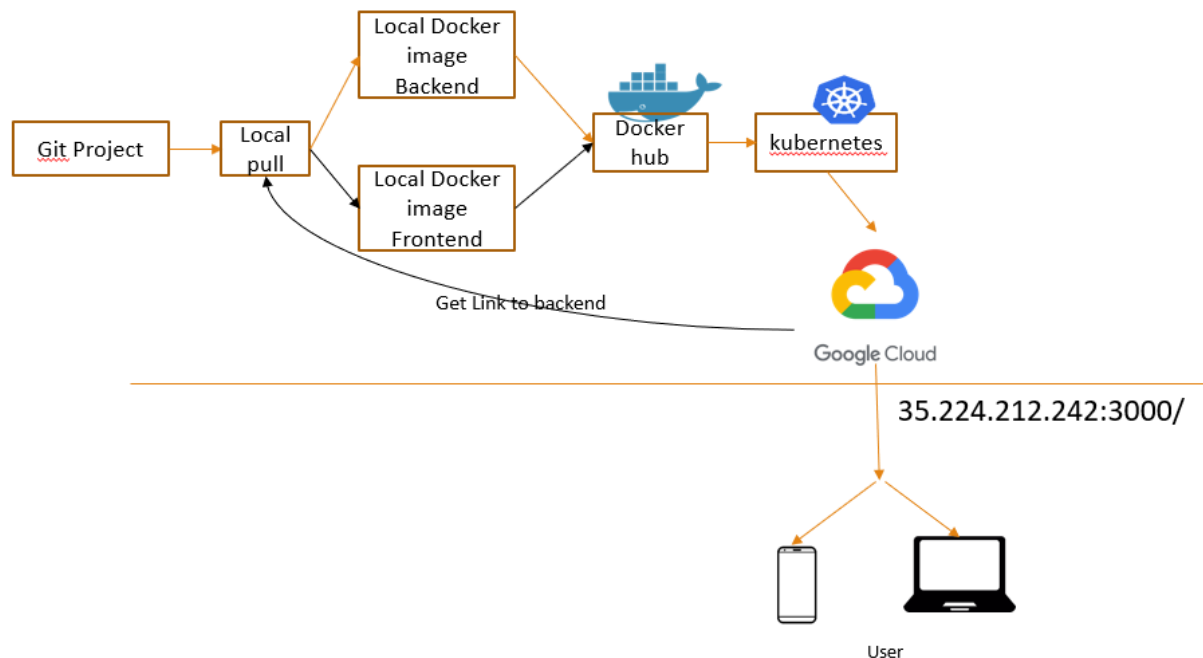 Local Docker
image
Backend
Git Project
Local
pull
Docker
hub
kubernetes
Local Docker
image
Frontend
Get Link to backend
Google Cloud
35.224.212.242:3000/
User